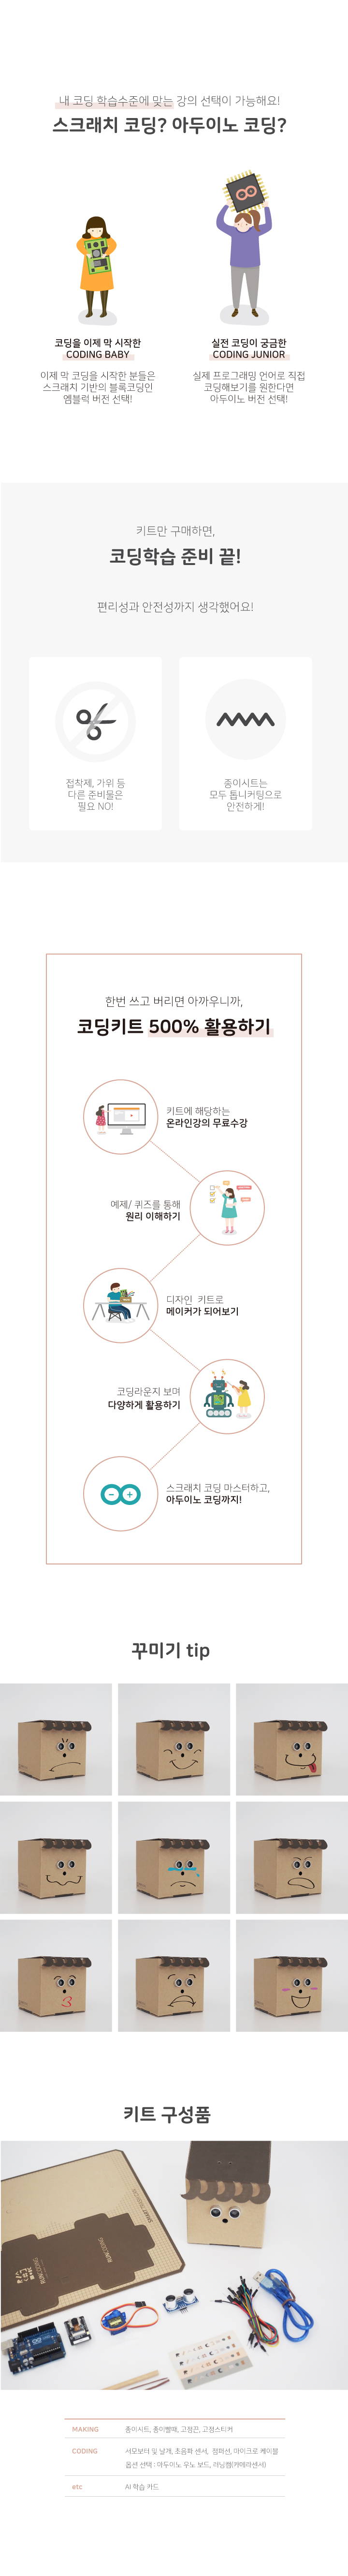 내 코딩 학습수준에 맞는 강의 선택이 가능해요!
스크래치 코딩? 아두이노 코딩?
코딩을 이제 막 시작한
CODING BABY
이제 막 코딩을 시작한 분들은
스크래치 기반의 블록코딩인
엠블럭 버전 선택!
실전 코딩이 궁금한
CODING JUNIOR
실제 프로그래밍 언어로 직접
코딩해보기를 원한다면
아두이노 버전 선택!
키트만 구매하면,
코딩학습 준비 끝!
편리성과 안전성까지 생각했어요!
접착제, 가위 등
다른 준비물은
필요 NO!
종이시트는
모두 톱니커팅으로
안전하게!
한번 쓰고 버리면 아까우니까,
코딩키트 500% 활용하기
키트에 해당하는
온라인강의 무료수강
예제/ 퀴즈를 통해
원리 이해하기
디자인 키트로
메이커가 되어보기
코딩라운지 보며
다양하게 활용하기
스크래치 코딩 마스터하고,
아두이노 코딩까지!
꾸미기 tip
키트 구성품
MAKING
종이시트, 종이빨때, 고정끈, 고정스티커
CODING
서모보터 및 날개, 초음파 센서, 점퍼선, 마이크로 케이블
옵션 선택 : 아두이노 우노 보드, 러닝캠(카메라센서)
etc
AI 학습 카드